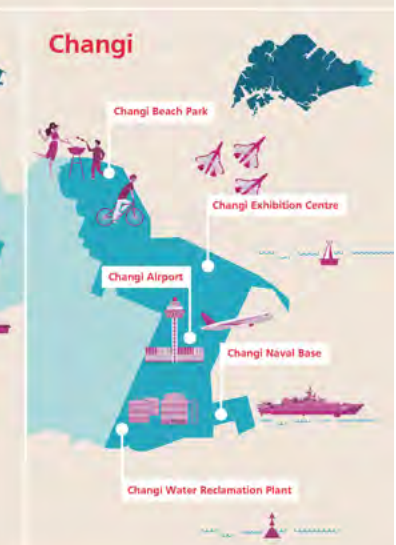 Changi
Changi Beach Park
Changi Exhibition Centre
Changi Airport
Changi Naval Base
Changi Water Reclamation Plant